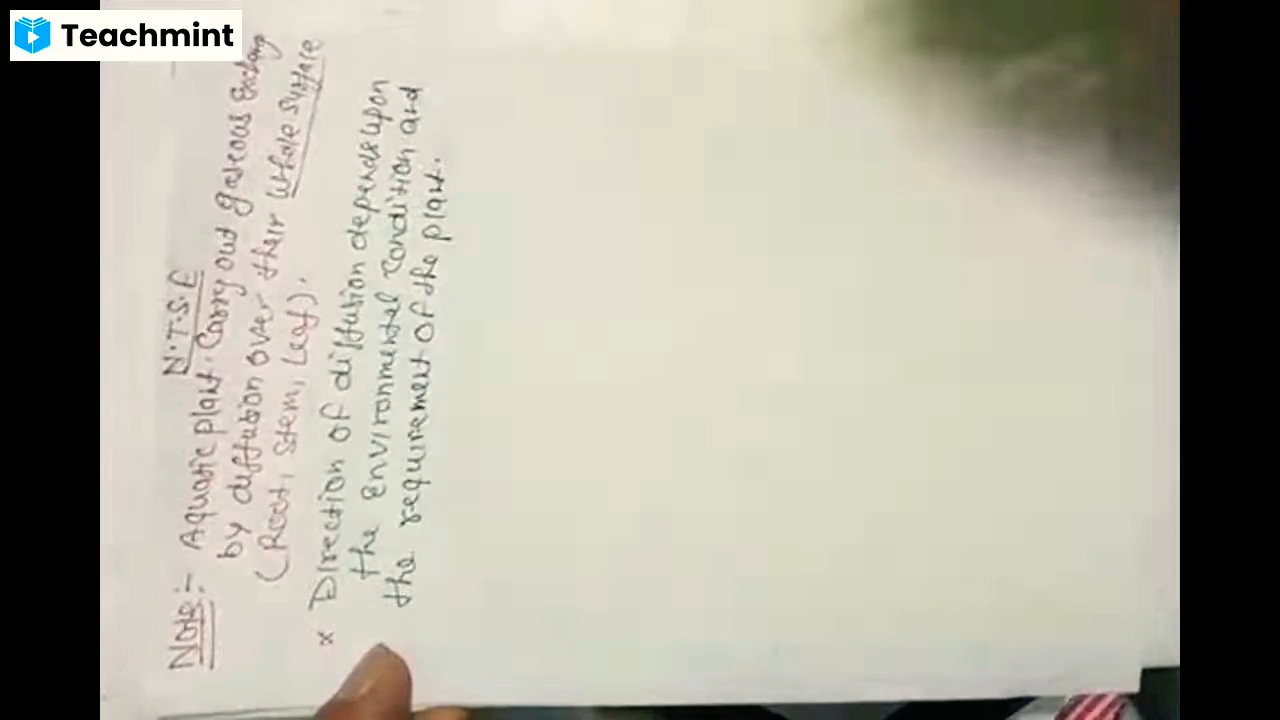 Teachmint
N.T.S.E
Note:- Aquatic plant carry out gaseous Exchange
by diffusion over their whole surface
(Root, Stem, Leaf).
x Direction of diffusion depends upon
the Environmental Condition and
the requirement of the plant.